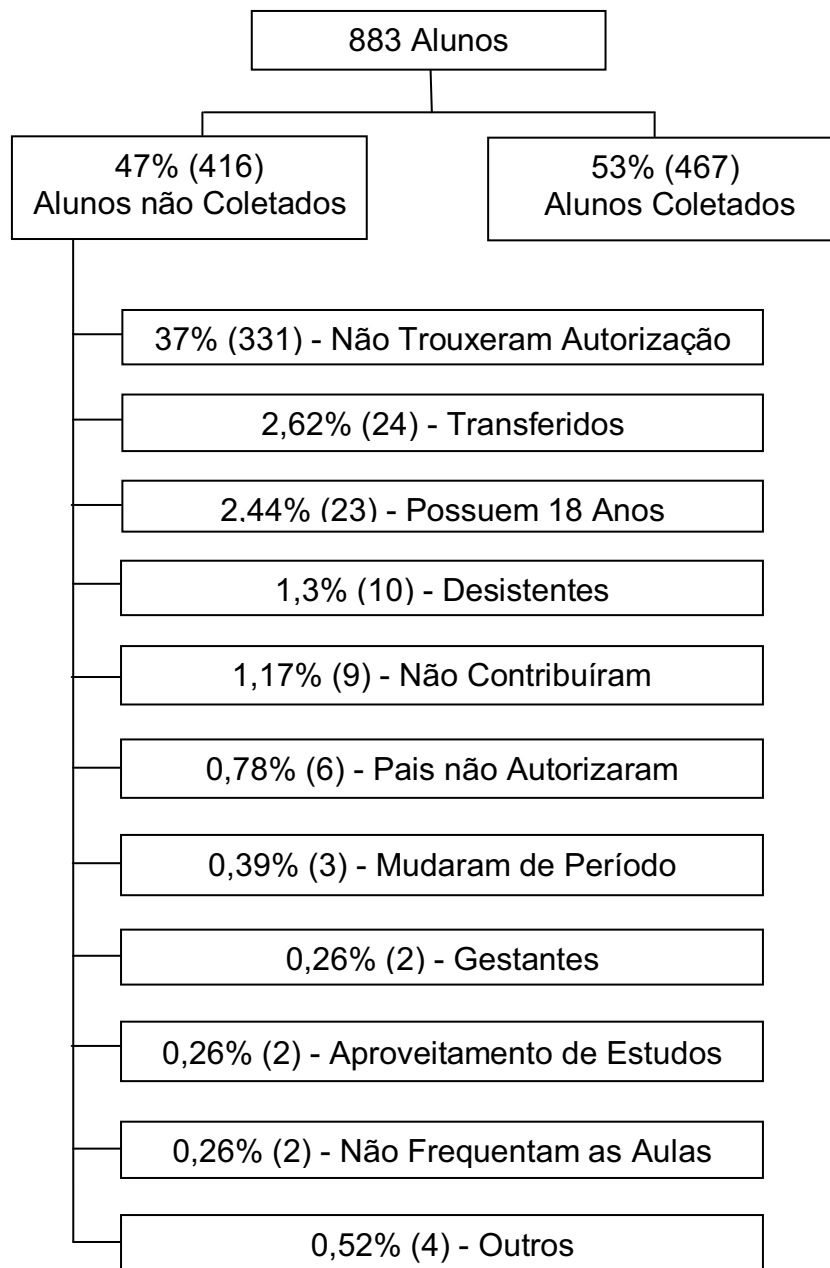 883 Alunos
47% (416)
Alunos não Coletados
53% (467)
Alunos Coletados
37% (331) - Não Trouxeram Autorização
2,62% (24) - Transferidos
2,44% (23) - Possuem 18 Anos
1,3% (10) - Desistentes
1,17% (9) - Não Contribuíram
0,78% (6) - Pais não Autorizaram
0,39% (3) - Mudaram de Período
0,26% (2) - Gestantes
0,26% (2) - Aproveitamento de Estudos
0,26% (2) - Não Frequentam as Aulas
0,52% (4) - Outros